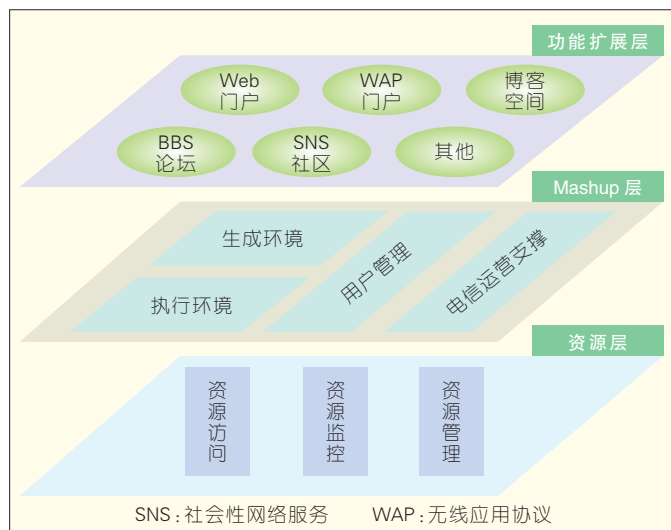 功能扩展层
Web
门户
WAP
门户
博客
空间
BBS
论坛
SNS
社区
其他
Mashup 层
生成环境
执行环境
用户管理
电信运营支撑
资源层
资源访问
资源监控
资源管理
SNS:社会性网络服务 WAP:无线应用协议